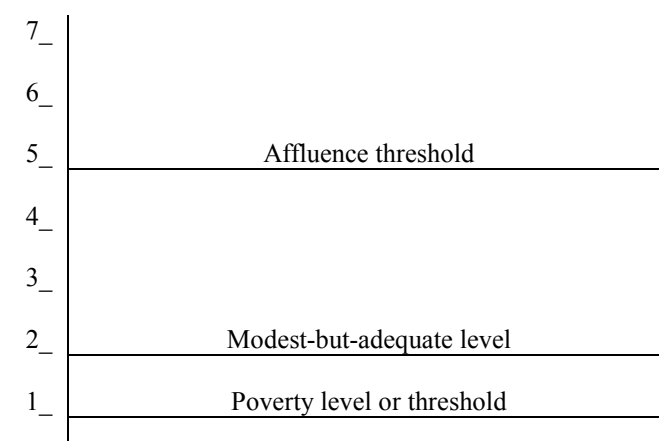 7_
6_
5_ Affluence threshold
4_
3_
2_ Modest-but-adequate level
1_ Poverty level or threshold